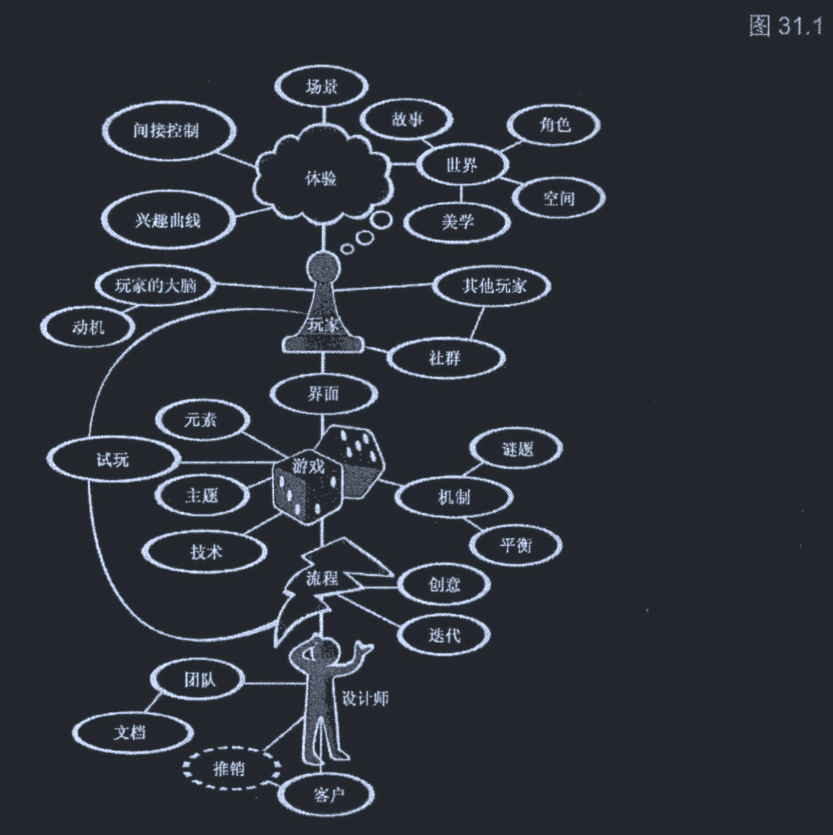 图 31.1
场景
故事
角色
间接控制
世界
体验
空间
兴趣曲线
美学
玩家的大脑
其他玩家
动机
玩家
社群
界面
元素
谜题
试玩
游戏
主题
机制
技术
平衡
流程
创意
迭代
团队
设计师
文档
推销
客户